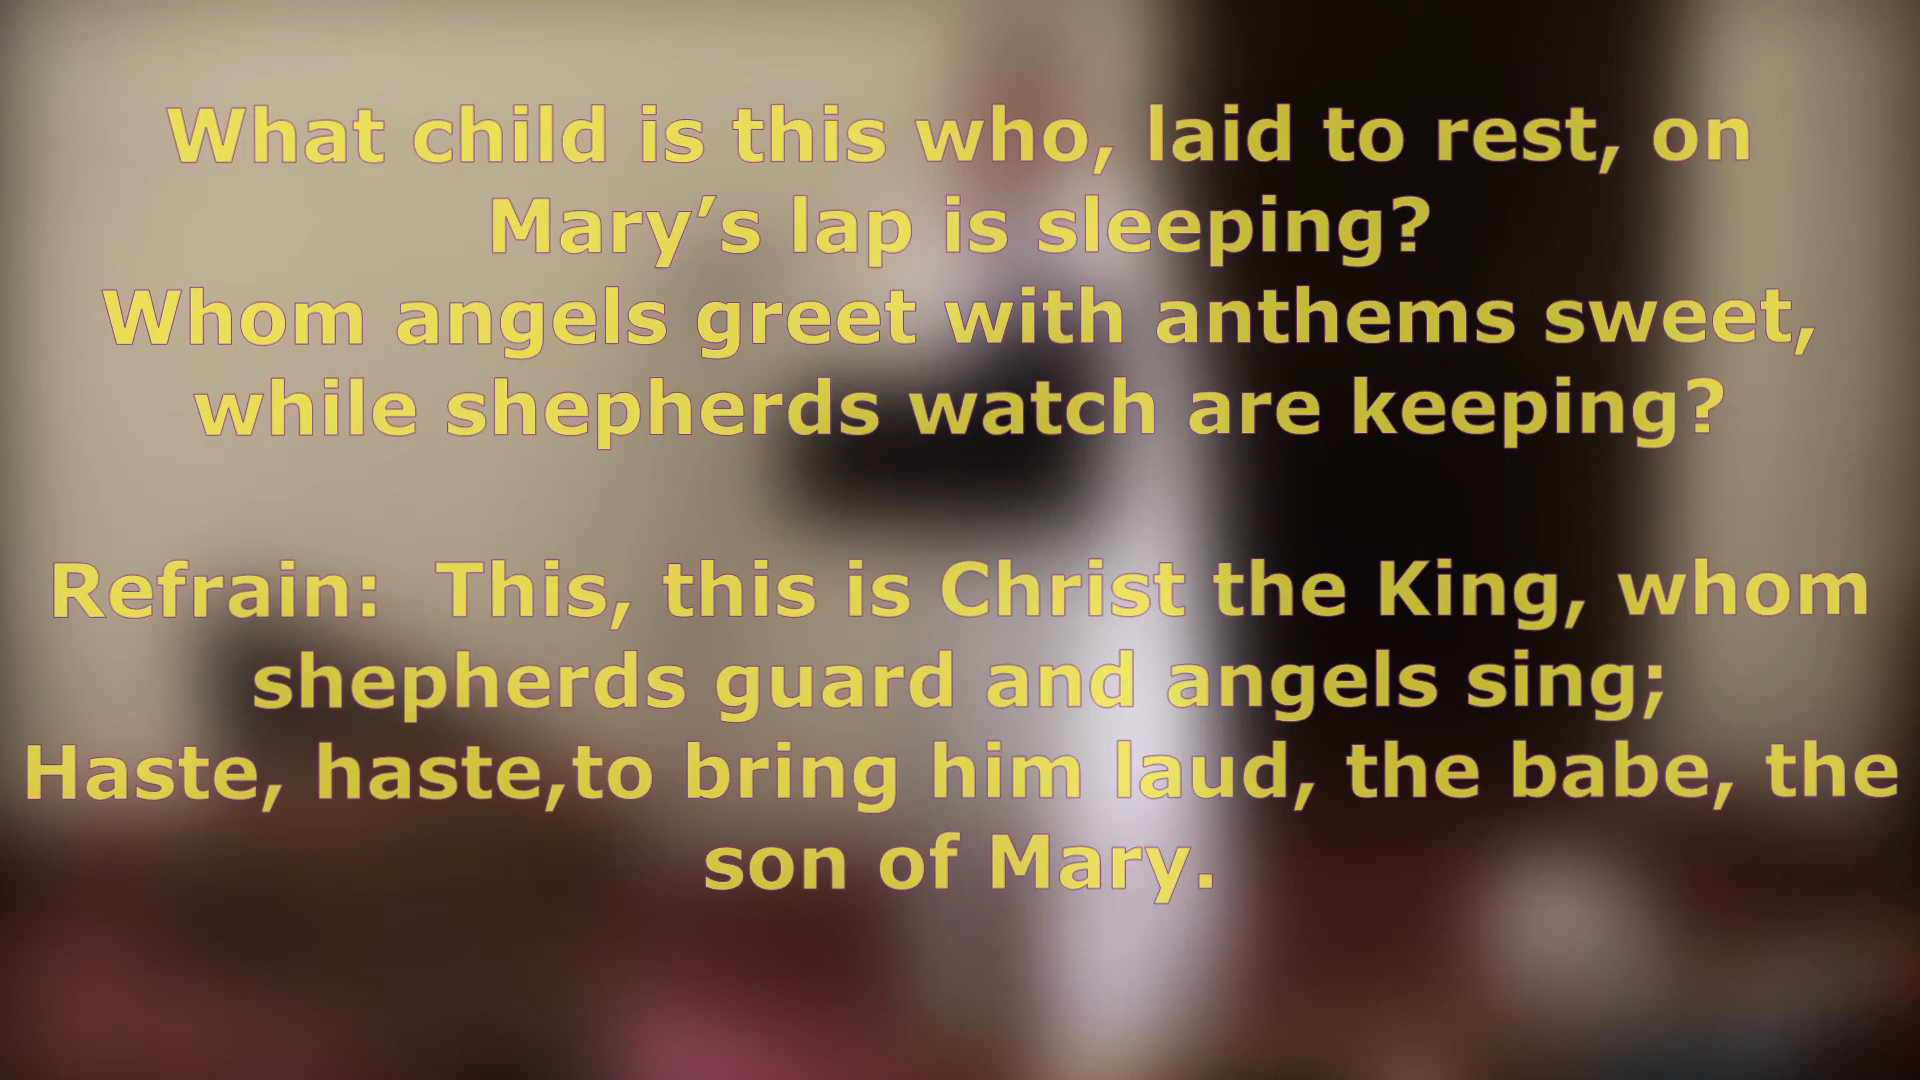 What child is this who, laid to rest, on
Mary’s lap is sleeping?
Whom angels greet with anthems sweet,
while shepherds watch are keeping?
Refrain:  This, this is Christ the King, whom
shepherds guard and angels sing;
Haste, haste,to bring him laud, the babe, the
son of Mary.